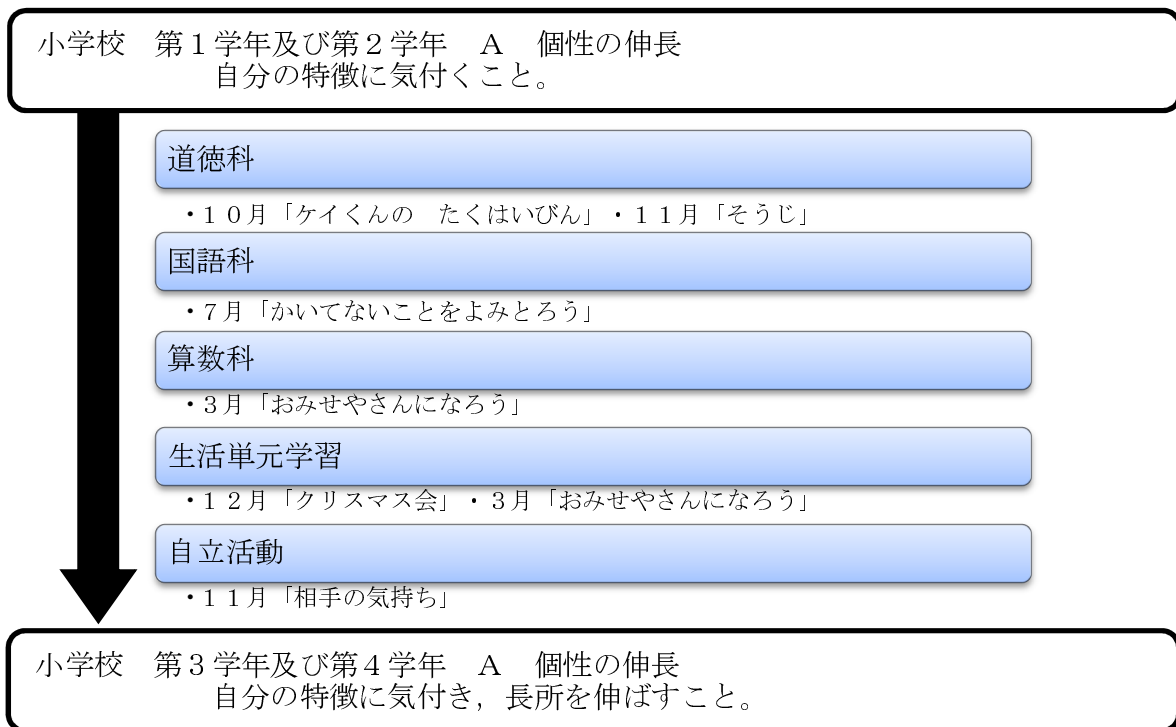 小学校　第１学年及び第２学年　Ａ　個性の伸長
自分の特徴に気付くこと。
道徳科
・１０月「ケイくんの　たくはいびん」・１１月「そうじ」
国語科
・７月「かいてないことをよみとろう」
算数科
・３月「おみせやさんになろう」
生活単元学習
・１２月「クリスマス会」・３月「おみせやさんになろう」
自立活動
・１１月「相手の気持ち」
小学校　第３学年及び第４学年　Ａ　個性の伸長
自分の特徴に気付き，長所を伸ばすこと。